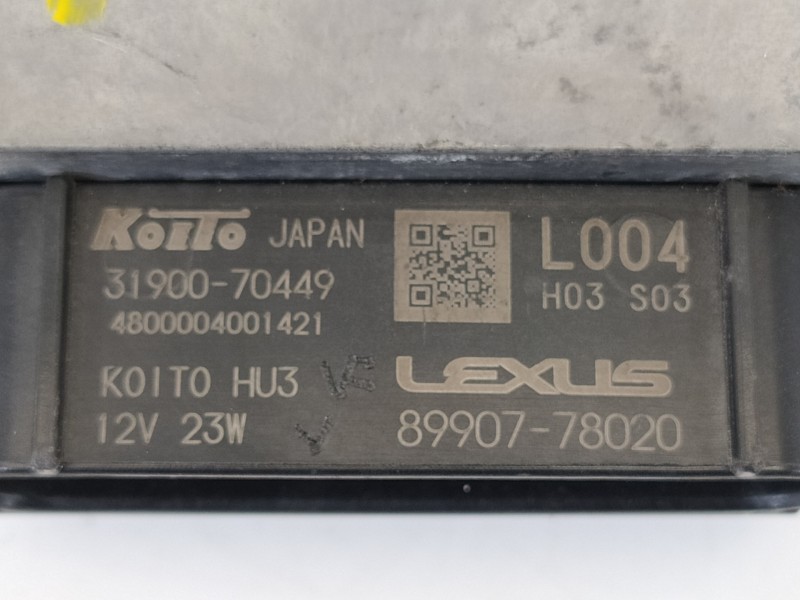 KOITO JAPAN
31900-70449
4800004001421
KOITO HU3
12V 23W
L004
H03 S03
LEXUS
89907-78020